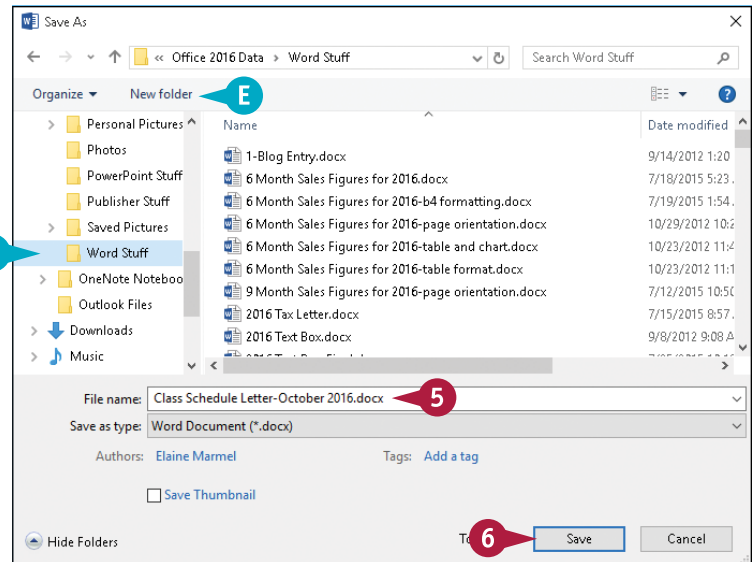 Save As
« Office 2016 Data > Word Stuff
Search Word Stuff
Organize
New folder
E
Personal Pictures
Photos
PowerPoint Stuff
Publisher Stuff
Saved Pictures
Word Stuff
OneNote Noteboo
Outlook Files
Downloads
Music
Name Date modified
1-Blog Entry.docx 9/14/2012 1:20
6 Month Sales Figures for 2016.docx 7/18/2015 5:23
6 Month Sales Figures for 2016-b4 formatting.docx 7/19/2015 1:54
6 Month Sales Figures for 2016-page orientation.docx 10/29/2012 10:2
6 Month Sales Figures for 2016-table and chart.docx 10/23/2012 11:4
6 Month Sales Figures for 2016-table format.docx 10/23/2012 11:1
9 Month Sales Figures for 2016-page orientation.docx 7/12/2015 10:50
2016 Tax Letter.docx 7/15/2015 8:57
2016 Text Box.docx 9/8/2012 9:08 A
File name: Class Schedule Letter-October 2016.docx 5
Save as type: Word Document (*.docx)
Authors: Elaine Marmel Tags: Add a tag
Save Thumbnail
Hide Folders
6 Save Cancel